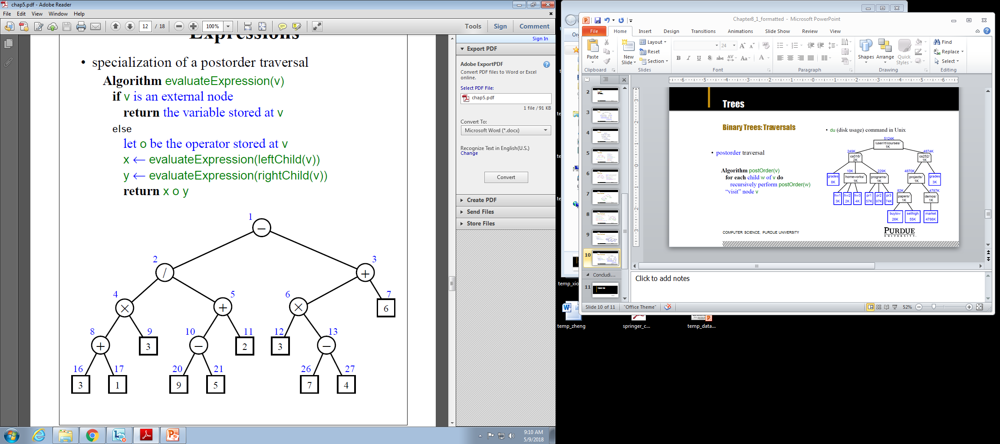 chap5.pdf - Adobe Reader
File Edit View Window Help
12 / 18 100% Tools Sign Comment
Expressions
• specialization of a postorder traversal
Algorithm evaluateExpression(v)
if v is an external node
return the variable stored at v
else
let o be the operator stored at v
x ← evaluateExpression(leftChild(v))
y ← evaluateExpression(rightChild(v))
return x o y
1
−
2 3
/ +
4 5 6 7
× + × 6
8 9 10 11 12 13
+ 3 − 2 3 −
16 17 20 21 26 27
3 1 9 5 7 4
Sign In
Export PDF
Adobe ExportPDF
Convert PDF files to Word or Excel
online.
Select PDF File:
chap5.pdf
1 file / 91 KB
Convert To:
Microsoft Word (*.docx)
Recognize Text in English(U.S.)
Change
Convert
Create PDF
Send Files
Store Files
9:10 AM
5/9/2018
Chapter8_1_formatted - Microsoft PowerPoint
File Home Insert Design Transitions Animations Slide Show Review View
Paste
Clipboard
New
Slide
Layout
Reset
Section
Slides
24
B I U S abc AV Aa A
Font
Paragraph
Shapes Arrange Quick
Styles
Drawing
Find
Replace
Select
Editing
2
3
4
5
6
7
8
9
10
Concludi...
11
Trees
Binary Trees: Traversals
• postorder traversal
Algorithm postOrder(v)
for each child w of v do
recursively perform postOrder(w)
“visit” node v
• du (disk usage) command in Unix
5124K
/user/rt/courses/
1K
249K 4874K
cs016/ cs252/
2K 1K
10K 229K 4870K
grades homeworks/ programs/ projects/ grades
8K 1K 1K 1K 3K
82K 4787K
hw1 hw2 hw3 pr1 pr2 pr3 papers/ demos/
3K 2K 4K 57K 97K 74K 1K 1K
buylow sellhigh market
26K 55K 4786K
COMPUTER SCIENCE, PURDUE UNIVERSITY
PURDUE
UNIVERSITY
Click to add notes
Slide 10 of 11 "Office Theme" 52%
temp_xio
temp_zheng springer_c... temp_data...